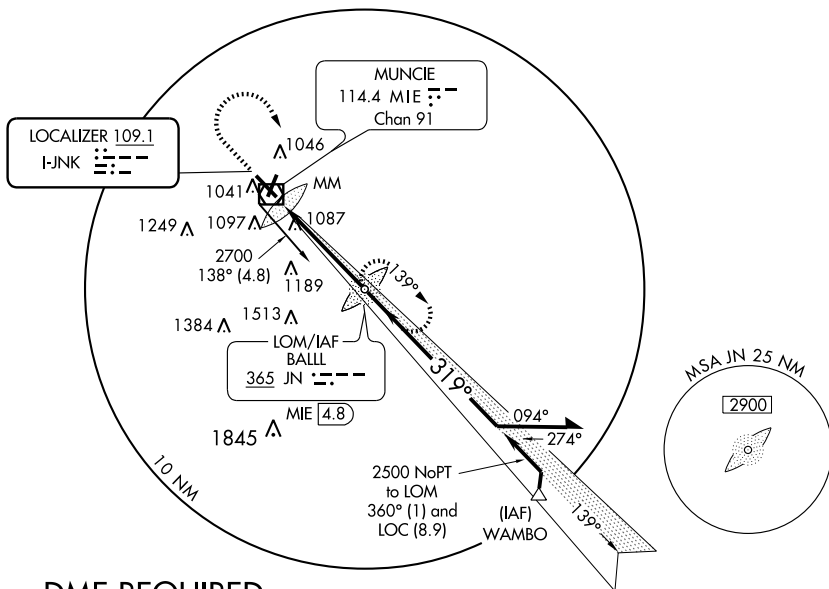 MUNCIE
114.4 MIE
Chan 91
LOCALIZER 109.1
I-JNK
1046
1041
MM
1249
1097
1087
2700
138° (4.8)
139°
1189
1513
1384
LOM/IAF
BALLL
365 JN
MIE 4.8
319°
MSA JN 25 NM
2900
094°
274°
1845
10 NM
2500 NoPT
to LOM
360° (1) and
LOC (8.9)
(IAF)
WAMBO
139°
DME REQUIRED